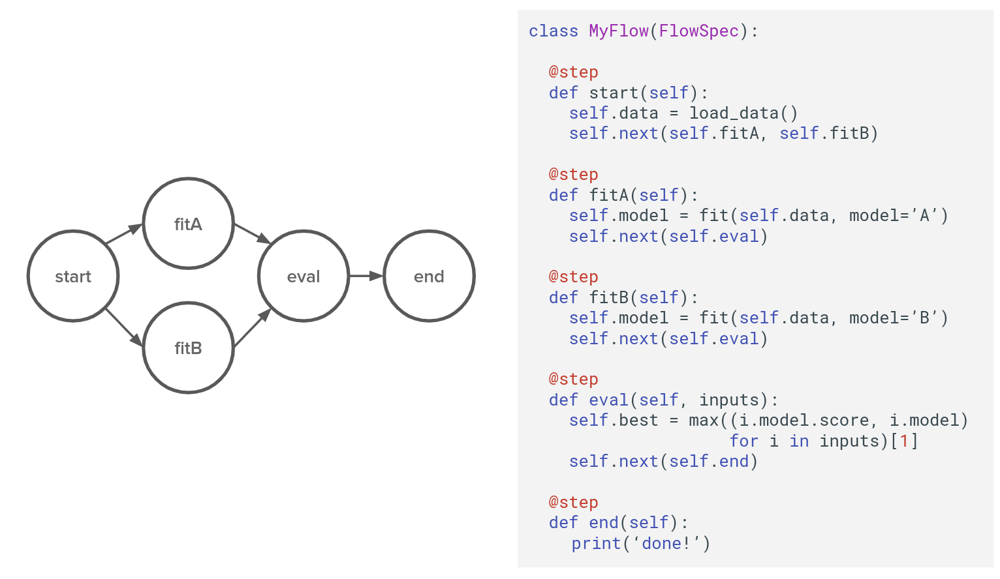 start
fitA
fitB
eval
end
class MyFlow(FlowSpec):
@step
def start(self):
self.data = load_data()
self.next(self.fitA, self.fitB)
@step
def fitA(self):
self.model = fit(self.data, model=’A’)
self.next(self.eval)
@step
def fitB(self):
self.model = fit(self.data, model=’B’)
self.next(self.eval)
@step
def eval(self, inputs):
self.best = max((i.model.score, i.model)
for i in inputs)[1]
self.next(self.end)
@step
def end(self):
print(‘done!’)